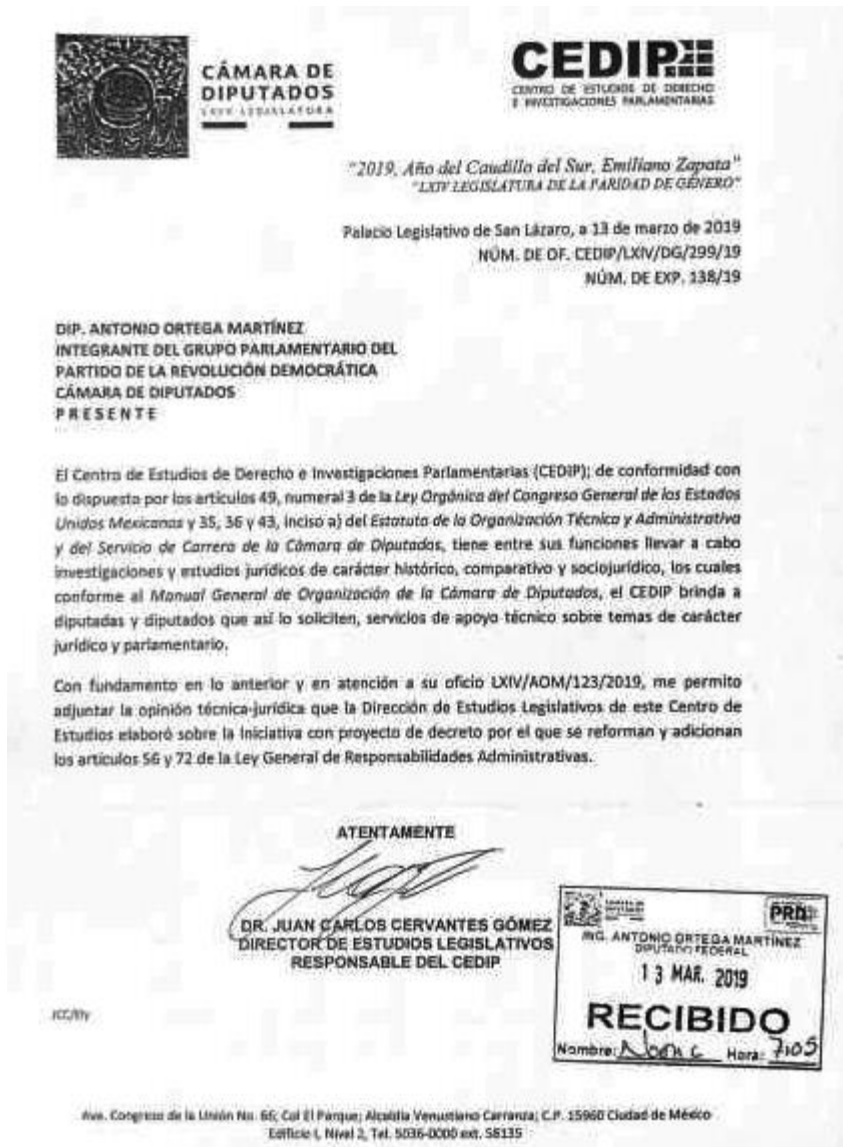 CÁMARA DE
DIPUTADOS
LXIV LEGISLATURA
CEDIP
CENTRO DE ESTUDIOS DE DERECHO
E INVESTIGACIONES PARLAMENTARIAS
"2019, Año del Caudillo del Sur, Emiliano Zapata"
"LXIV LEGISLATURA DE LA PARIDAD DE GÉNERO"
Palacio Legislativo de San Lázaro, a 13 de marzo de 2019
NÚM. DE OF. CEDIP/LXIV/DG/299/19
NÚM. DE EXP. 138/19
DIP. ANTONIO ORTEGA MARTÍNEZ
INTEGRANTE DEL GRUPO PARLAMENTARIO DEL
PARTIDO DE LA REVOLUCIÓN DEMOCRÁTICA
CÁMARA DE DIPUTADOS
P R E S E N T E
El Centro de Estudios de Derecho e Investigaciones Parlamentarias (CEDIP); de conformidad con
lo dispuesto por los artículos 49, numeral 3 de la Ley Orgánica del Congreso General de los Estados
Unidos Mexicanos y 35, 36 y 43, inciso a) del Estatuto de la Organización Técnica y Administrativa
y del Servicio de Carrera de la Cámara de Diputados, tiene entre sus funciones llevar a cabo
investigaciones y estudios jurídicos de carácter histórico, comparativo y sociojurídico, los cuales
conforme al Manual General de Organización de la Cámara de Diputados, el CEDIP brinda a
diputadas y diputados que así lo soliciten, servicios de apoyo técnico sobre temas de carácter
jurídico y parlamentario.
Con fundamento en lo anterior y en atención a su oficio LXIV/AOM/123/2019, me permito
adjuntar la opinión técnica-jurídica que la Dirección de Estudios Legislativos de este Centro de
Estudios elaboró sobre la Iniciativa con proyecto de decreto por el que se reforman y adicionan
los artículos 56 y 72 de la Ley General de Responsabilidades Administrativas.
ATENTAMENTE
DR. JUAN CARLOS CERVANTES GÓMEZ
DIRECTOR DE ESTUDIOS LEGISLATIVOS
RESPONSABLE DEL CEDIP
PRD
ING. ANTONIO ORTEGA MARTÍNEZ
DIPUTADO FEDERAL
13 MAR. 2019
RECIBIDO
Nombre: Hora: 7:05
Ave. Congreso de la Unión No. 66; Col El Parque; Alcaldía Venustiano Carranza; C.P. 15960 Ciudad de México
Edificio I, Nivel 2, Tel. 5036-0000 ext. 58135